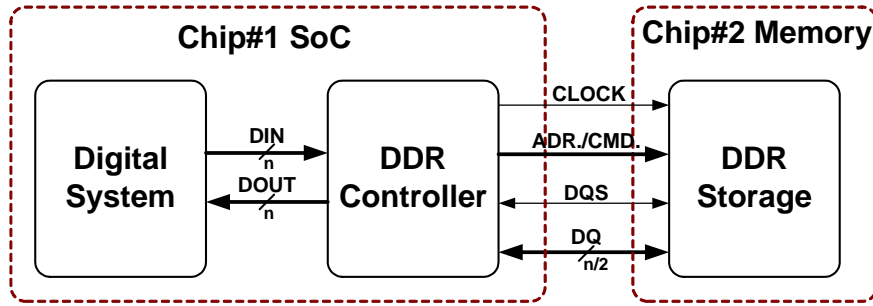 Chip#1 SoC
Chip#2 Memory
Digital
System
DIN
n
DOUT
n
DDR
Controller
CLOCK
ADR./CMD.
DQS
DQ
n/2
DDR
Storage